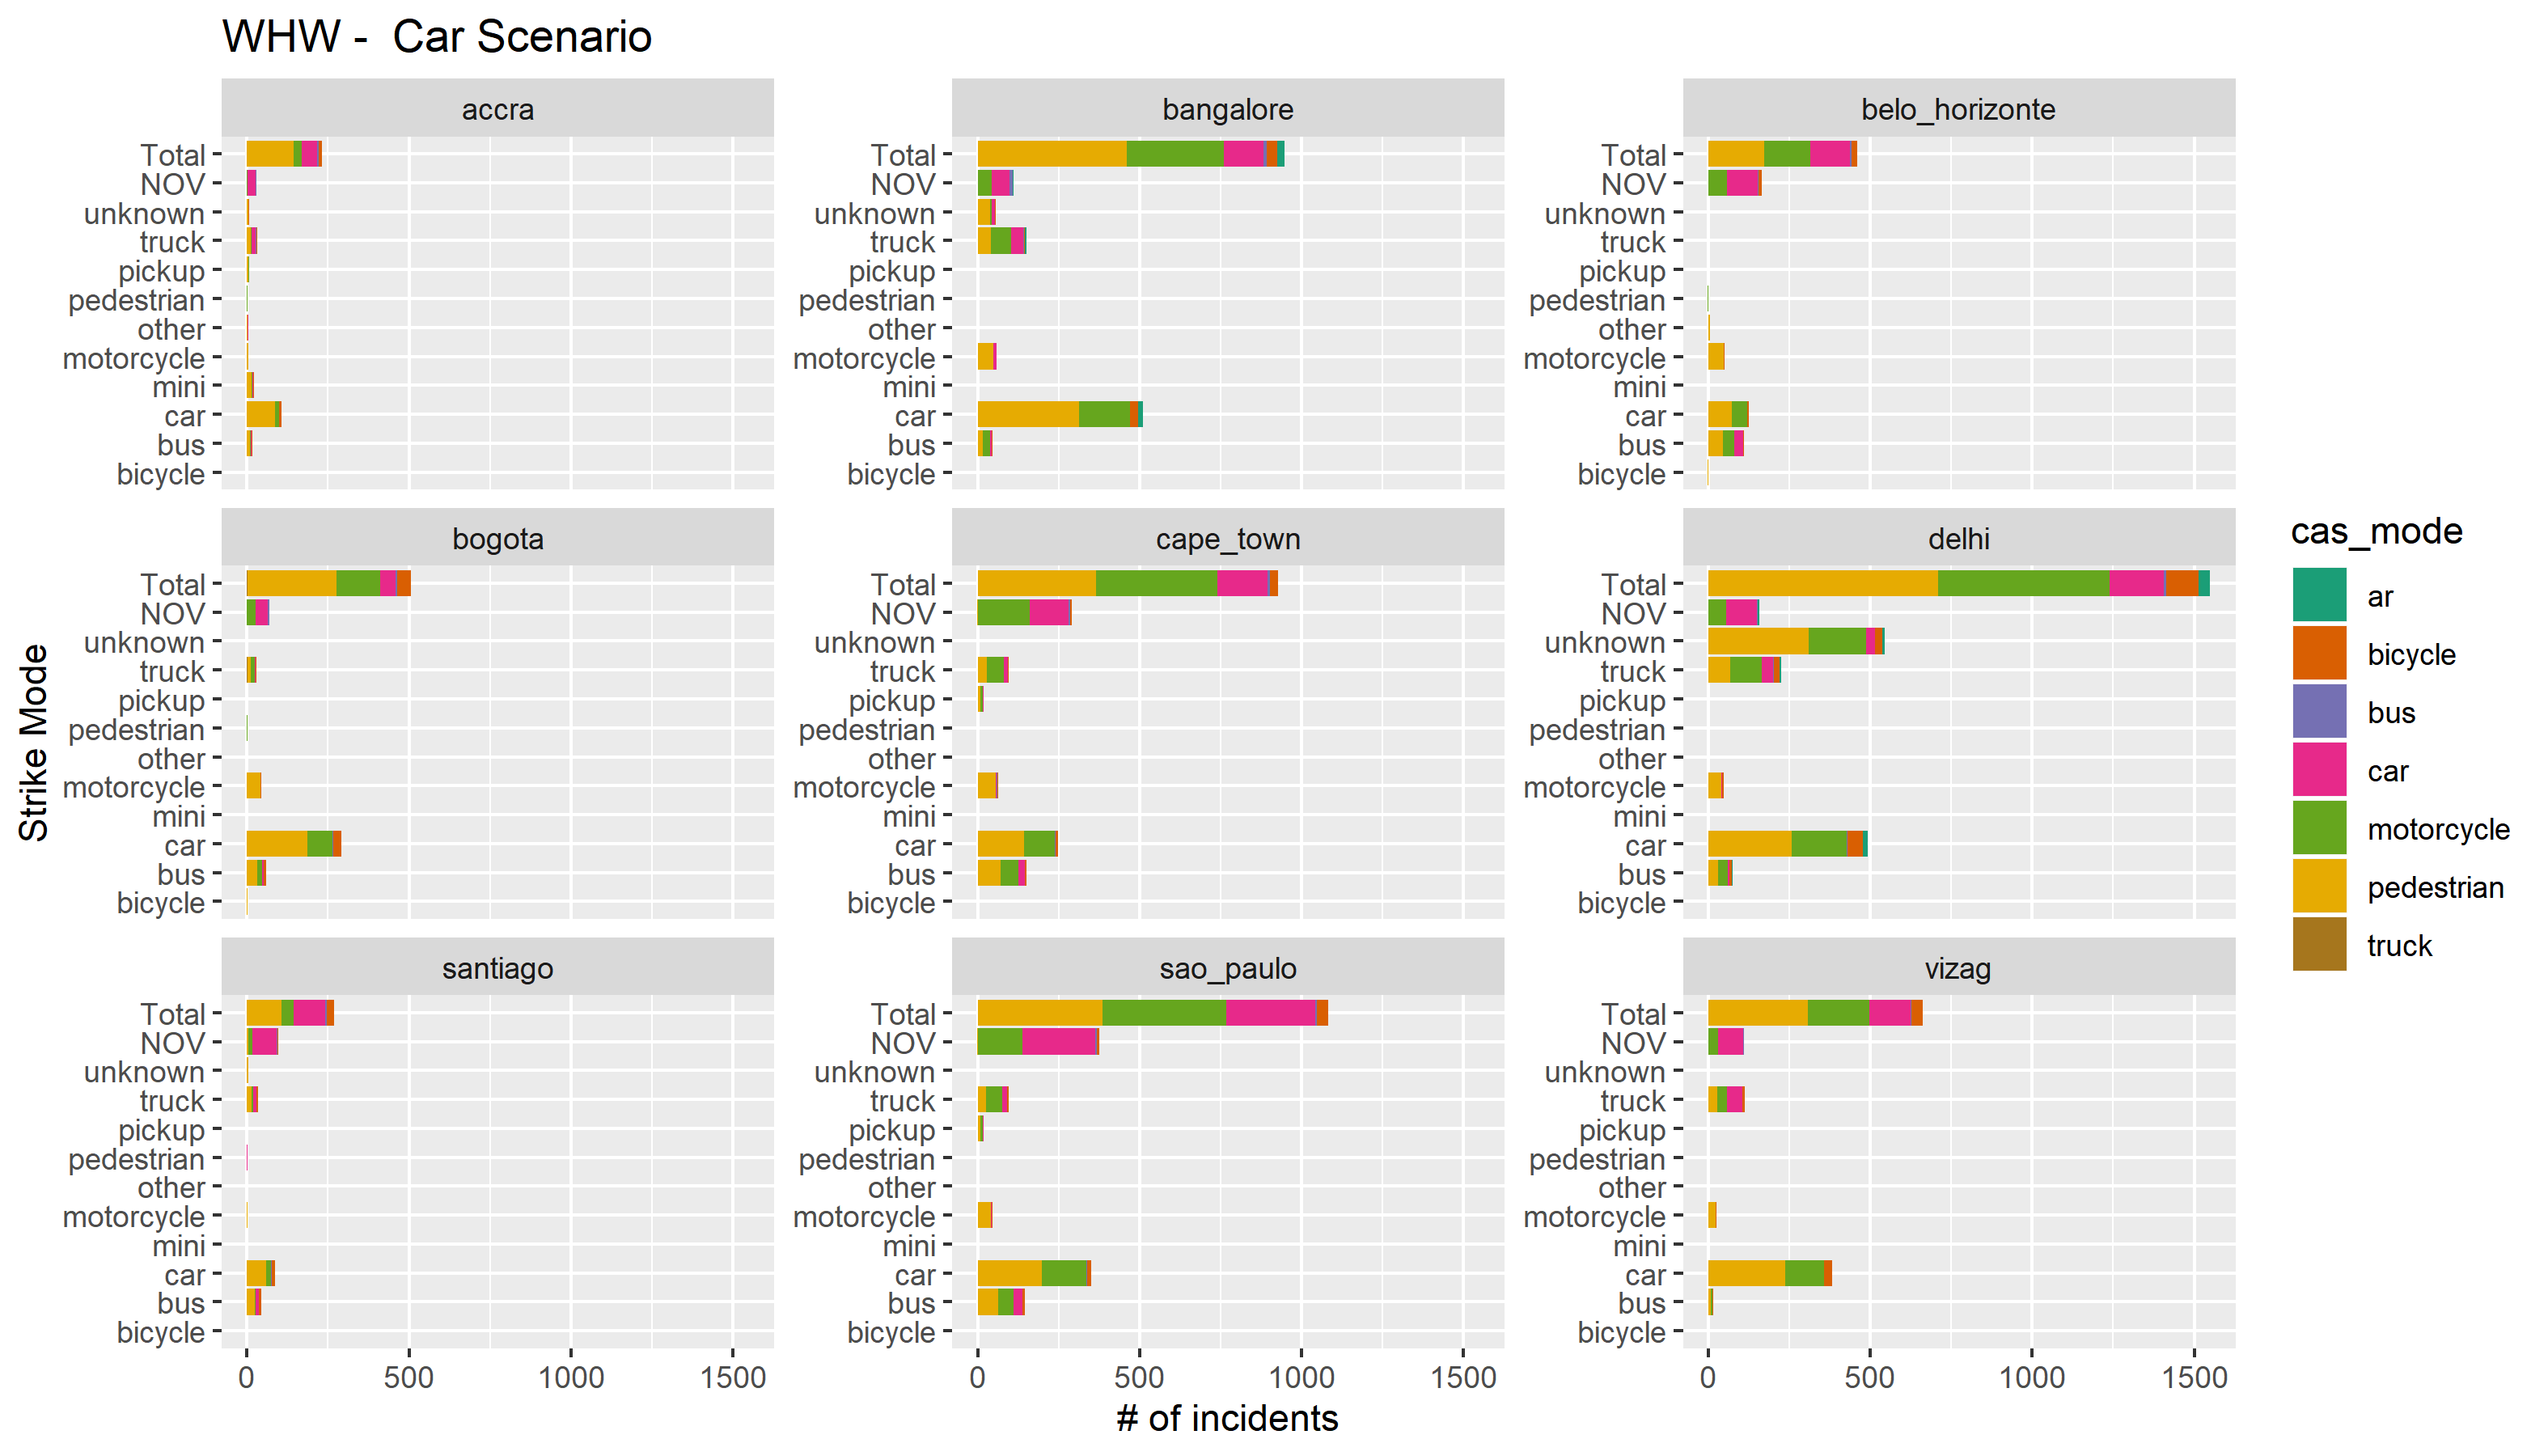 WHW -  Car Scenario
accra
bangalore
belo_horizonte
Total
NOV
unknown
truck
pickup
pedestrian
other
motorcycle
mini
car
bus
bicycle
Total
NOV
unknown
truck
pickup
pedestrian
other
motorcycle
mini
car
bus
bicycle
Total
NOV
unknown
truck
pickup
pedestrian
other
motorcycle
mini
car
bus
bicycle
bogota
cape_town
delhi
Total
NOV
unknown
truck
pickup
pedestrian
other
motorcycle
mini
car
bus
bicycle
Total
NOV
unknown
truck
pickup
pedestrian
other
motorcycle
mini
car
bus
bicycle
Total
NOV
unknown
truck
pickup
pedestrian
other
motorcycle
mini
car
bus
bicycle
santiago
sao_paulo
vizag
Total
NOV
unknown
truck
pickup
pedestrian
other
motorcycle
mini
car
bus
bicycle
Total
NOV
unknown
truck
pickup
pedestrian
other
motorcycle
mini
car
bus
bicycle
Total
NOV
unknown
truck
pickup
pedestrian
other
motorcycle
mini
car
bus
bicycle
0 500 1000 1500
0 500 1000 1500
0 500 1000 1500
# of incidents
Strike Mode
cas_mode
ar
bicycle
bus
car
motorcycle
pedestrian
truck